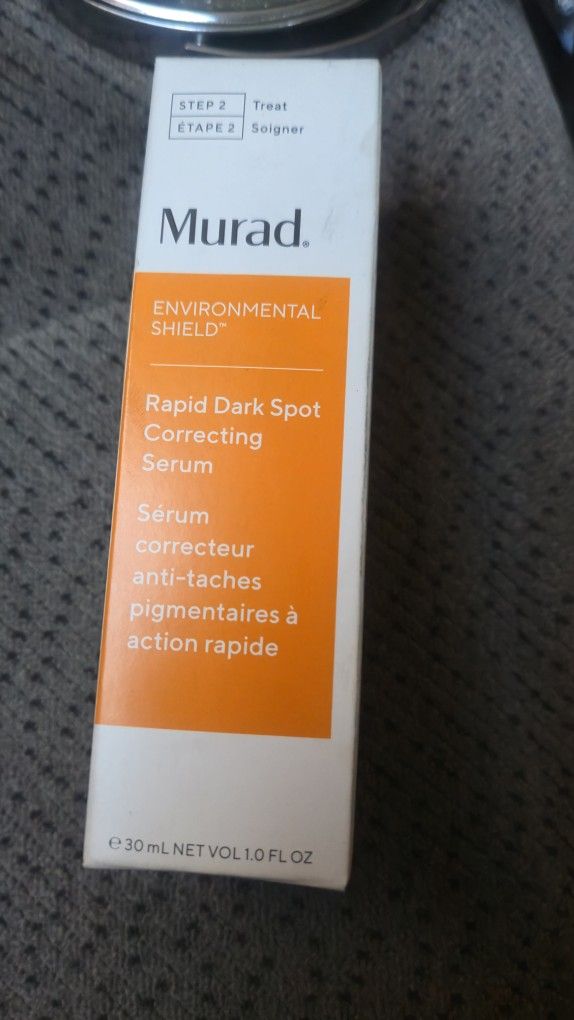 STEP 2 Treat
ÉTAPE 2 Soigner
Murad®
ENVIRONMENTAL
SHIELD™
Rapid Dark Spot
Correcting
Serum
Sérum
correcteur
anti-taches
pigmentaires à
action rapide
℮ 30 mL NET VOL 1.0 FL OZ